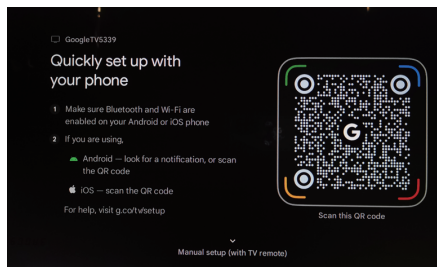 GoogleTV5339
Quickly set up with
your phone
1 Make sure Bluetooth and Wi-Fi are
enabled on your Android or iOS phone
2 If you are using,
Android — look for a notification, or scan
the QR code
iOS — scan the QR code
For help, visit g.co/tv/setup
G
Scan this QR code
Manual setup (with TV remote)